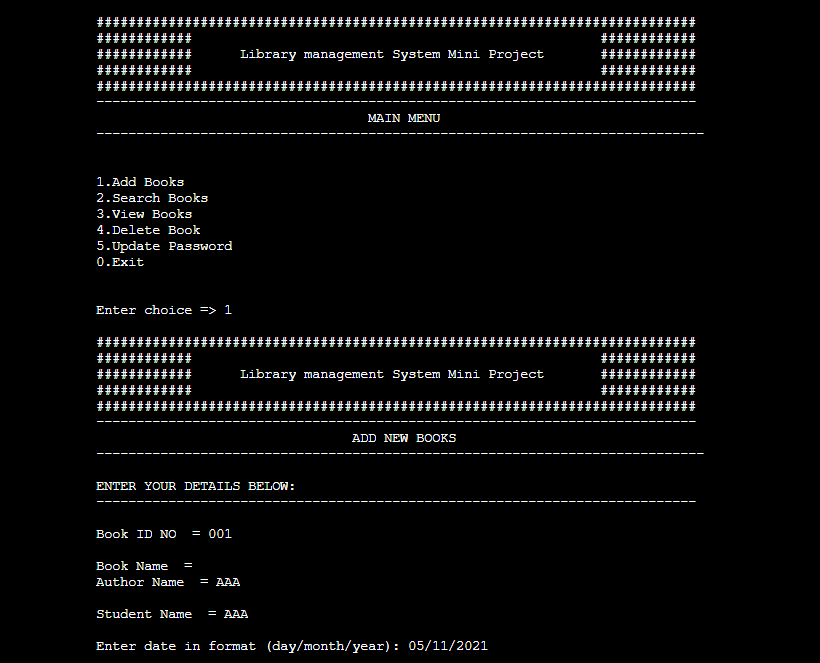 ###########################################################################
############                                                   ############
############      Library management System Mini Project       ############
############                                                   ############
###########################################################################
---------------------------------------------------------------------------
MAIN MENU
----------------------------------------------------------------------------
1.Add Books
2.Search Books
3.View Books
4.Delete Book
5.Update Password
0.Exit
Enter choice => 1
###########################################################################
############                                                   ############
############      Library management System Mini Project       ############
############                                                   ############
###########################################################################
---------------------------------------------------------------------------
ADD NEW BOOKS
----------------------------------------------------------------------------
ENTER YOUR DETAILS BELOW:
---------------------------------------------------------------------------
Book ID NO  = 001
Book Name  =
Author Name  = AAA
Student Name  = AAA
Enter date in format (day/month/year): 05/11/2021